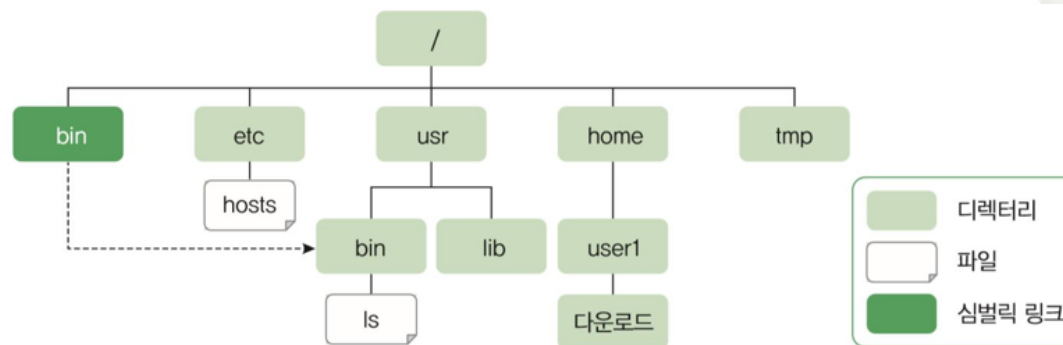 /
bin
etc
usr
home
tmp
hosts
bin
lib
user1
ls
다운로드
디렉터리
파일
심벌릭 링크